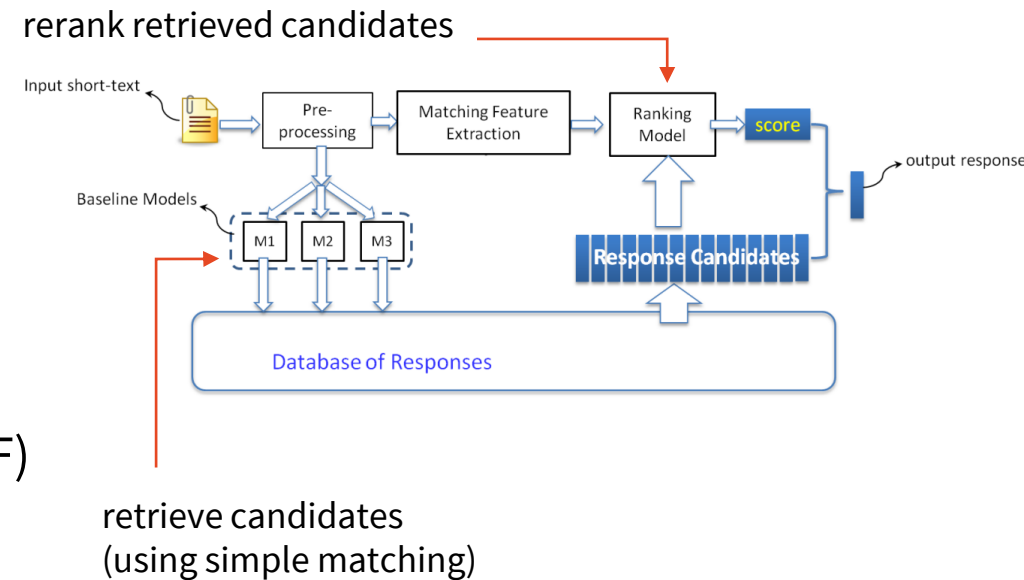 rerank retrieved candidates
Input short-text
Pre-
processing
Matching Feature
Extraction
Ranking
Model
score
output response
Baseline Models
M1
M2
M3
Response Candidates
Database of Responses
F)
retrieve candidates
(using simple matching)